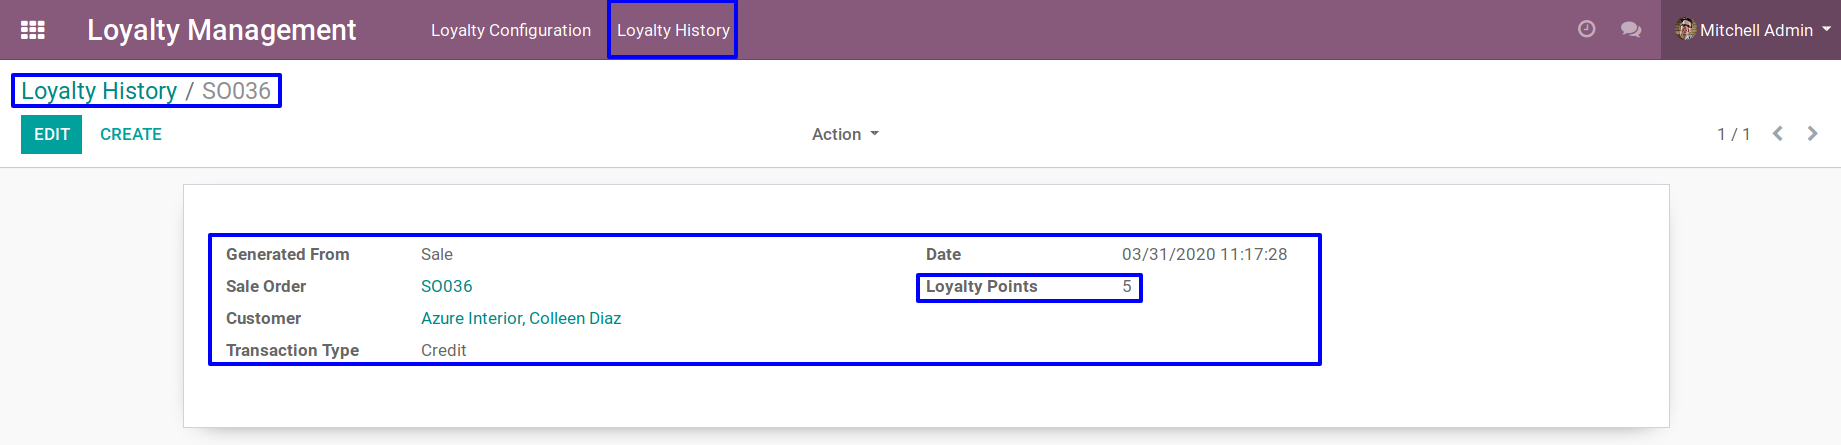 Loyalty Management Loyalty Configuration Loyalty History Mitchell Admin
Loyalty History / SO036
EDIT CREATE Action 1 / 1
Generated From Sale Date 03/31/2020 11:17:28
Sale Order SO036 Loyalty Points 5
Customer Azure Interior, Colleen Diaz
Transaction Type Credit